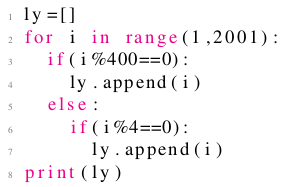 1 ly=[]
2 for i in range(1,2001):
3   if(i%400==0):
4     ly.append(i)
5   else:
6     if(i%4==0):
7       ly.append(i)
8 print(ly)